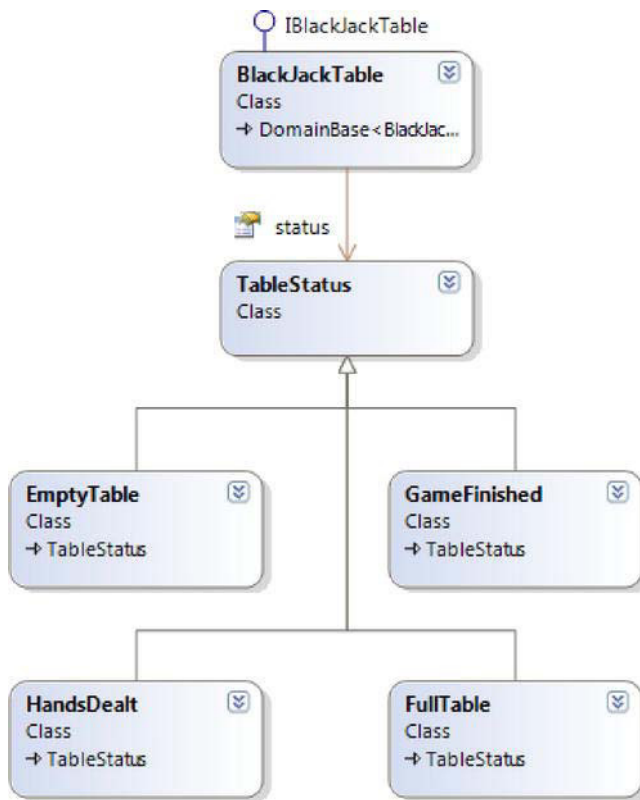 IBlackJackTable
BlackJackTable
Class
DomainBase<BlackJac...
status
TableStatus
Class
EmptyTable
Class
TableStatus
GameFinished
Class
TableStatus
HandsDealt
Class
TableStatus
FullTable
Class
TableStatus